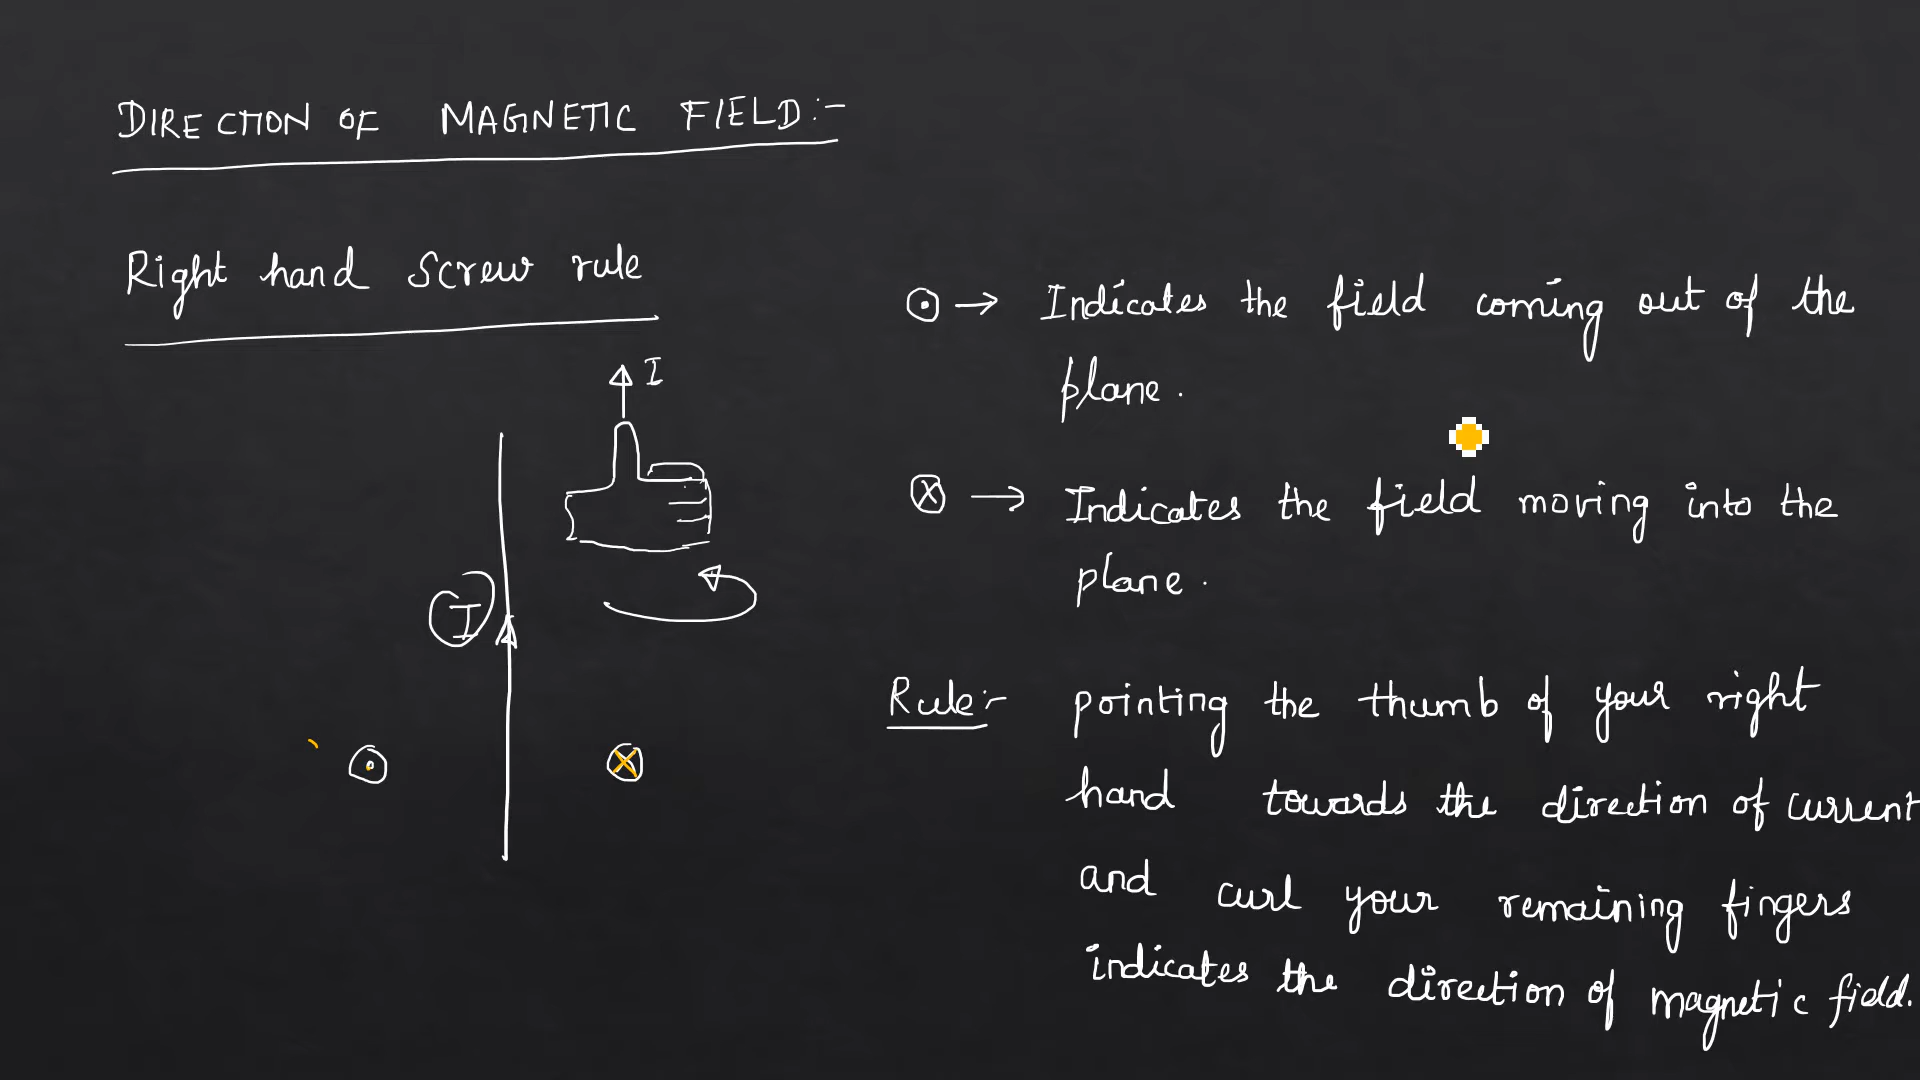 DIRECTION OF MAGNETIC FIELD:-
Right hand Screw rule
I
I
⊙ → Indicates the field coming out of the
plane.
⊗ → Indicates the field moving into the
plane.
Rule:- pointing the thumb of your right
hand towards the direction of current
and curl your remaining fingers
indicates the direction of magnetic field.